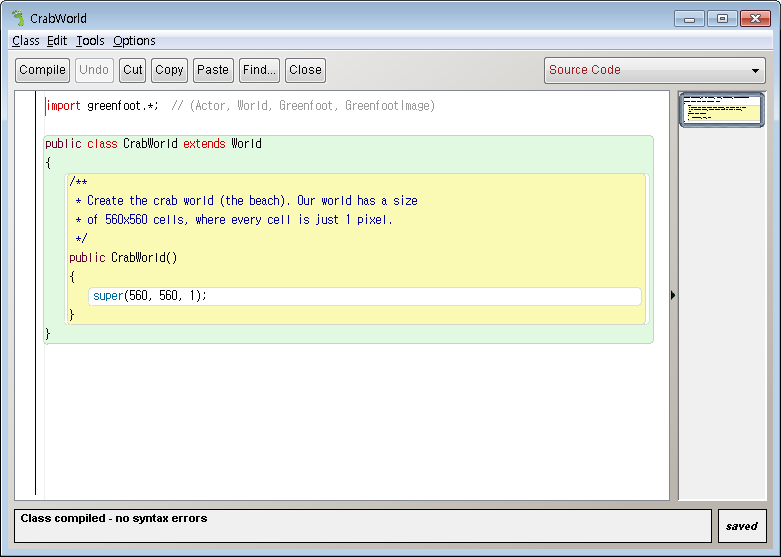 CrabWorld
Class Edit Tools Options
Compile Undo Cut Copy Paste Find... Close Source Code
import greenfoot.*;  // (Actor, World, Greenfoot, GreenfootImage)
public class CrabWorld extends World
{
/**
* Create the crab world (the beach). Our world has a size
* of 560x560 cells, where every cell is just 1 pixel.
*/
public CrabWorld()
{
super(560, 560, 1);
}
}
Class compiled - no syntax errors
saved